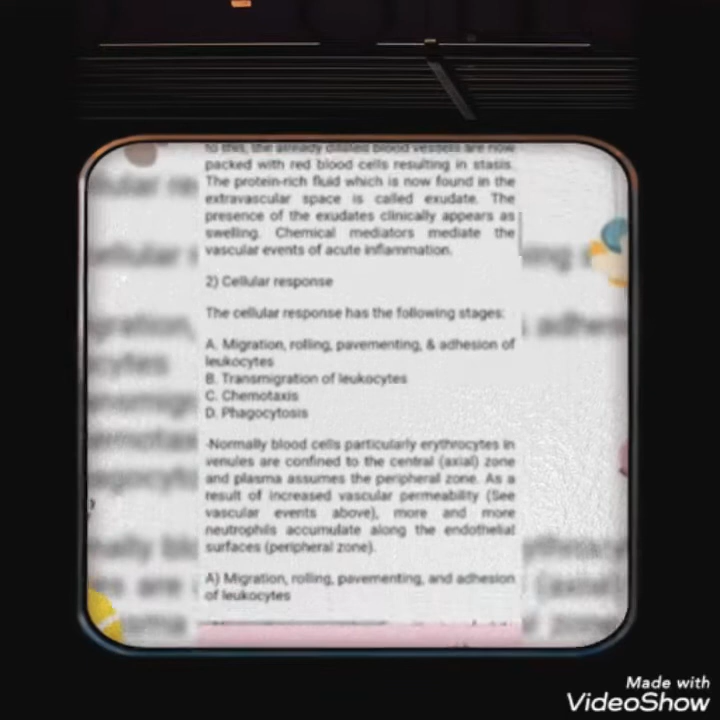 to this, the already dilated blood vessels are now
packed with red blood cells resulting in stasis.
The protein-rich fluid which is now found in the
extravascular space is called exudate. The
presence of the exudates clinically appears as
swelling. Chemical mediators mediate the
vascular events of acute inflammation.
2) Cellular response
The cellular response has the following stages:
A. Migration, rolling, pavementing, & adhesion of
leukocytes
B. Transmigration of leukocytes
C. Chemotaxis
D. Phagocytosis
-Normally blood cells particularly erythrocytes in
venules are confined to the central (axial) zone
and plasma assumes the peripheral zone. As a
result of increased vascular permeability (See
vascular events above), more and more
neutrophils accumulate along the endothelial
surfaces (peripheral zone).
A) Migration, rolling, pavementing, and adhesion
of leukocytes
Made with
VideoShow